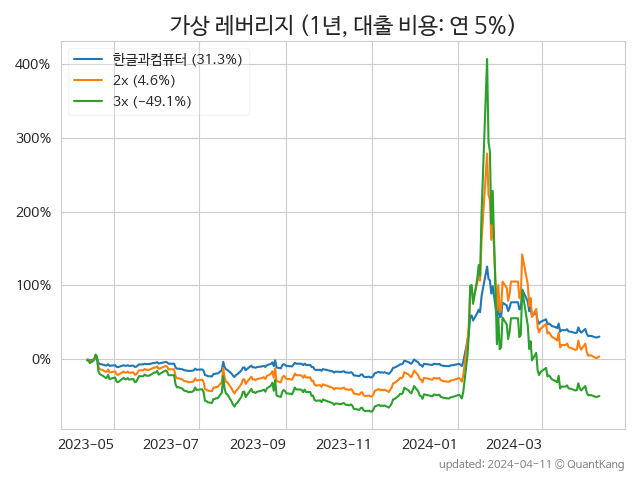 가상 레버리지 (1년, 대출 비용: 연 5%)
한글과컴퓨터 (31.3%)
2x (4.6%)
3x (-49.1%)
400%
300%
200%
100%
0%
2023-05 2023-07 2023-09 2023-11 2024-01 2024-03
updated: 2024-04-11 © QuantKang